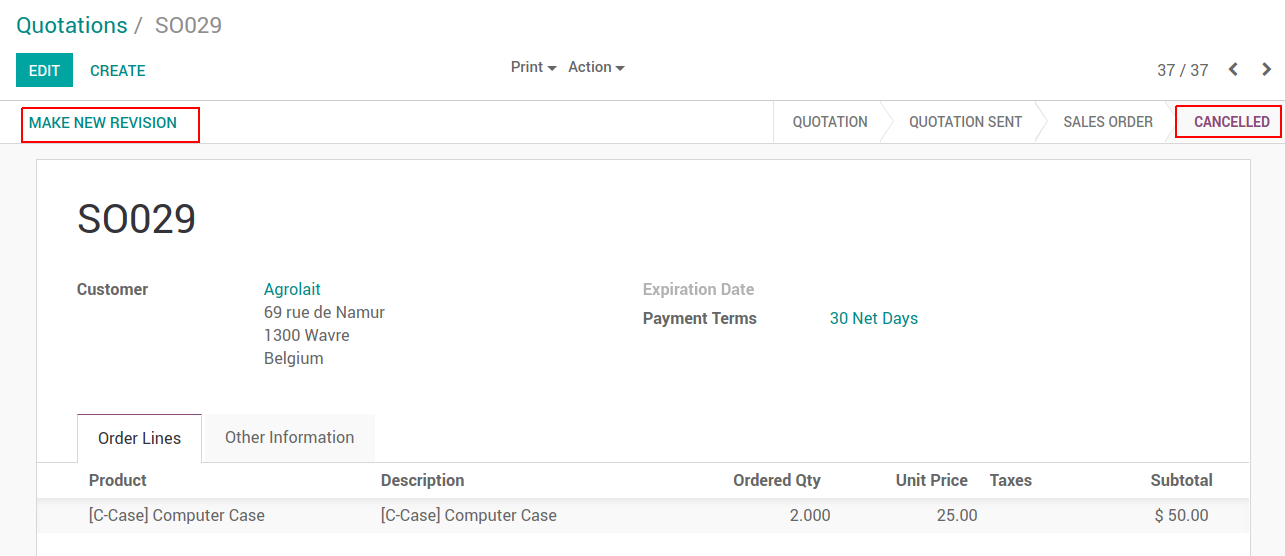 Quotations / SO029
EDIT CREATE Print Action 37 / 37
MAKE NEW REVISION QUOTATION QUOTATION SENT SALES ORDER CANCELLED
SO029
Customer Agrolait Expiration Date
69 rue de Namur Payment Terms 30 Net Days
1300 Wavre
Belgium
Order Lines Other Information
Product Description Ordered Qty Unit Price Taxes Subtotal
[C-Case] Computer Case [C-Case] Computer Case 2.000 25.00 $ 50.00